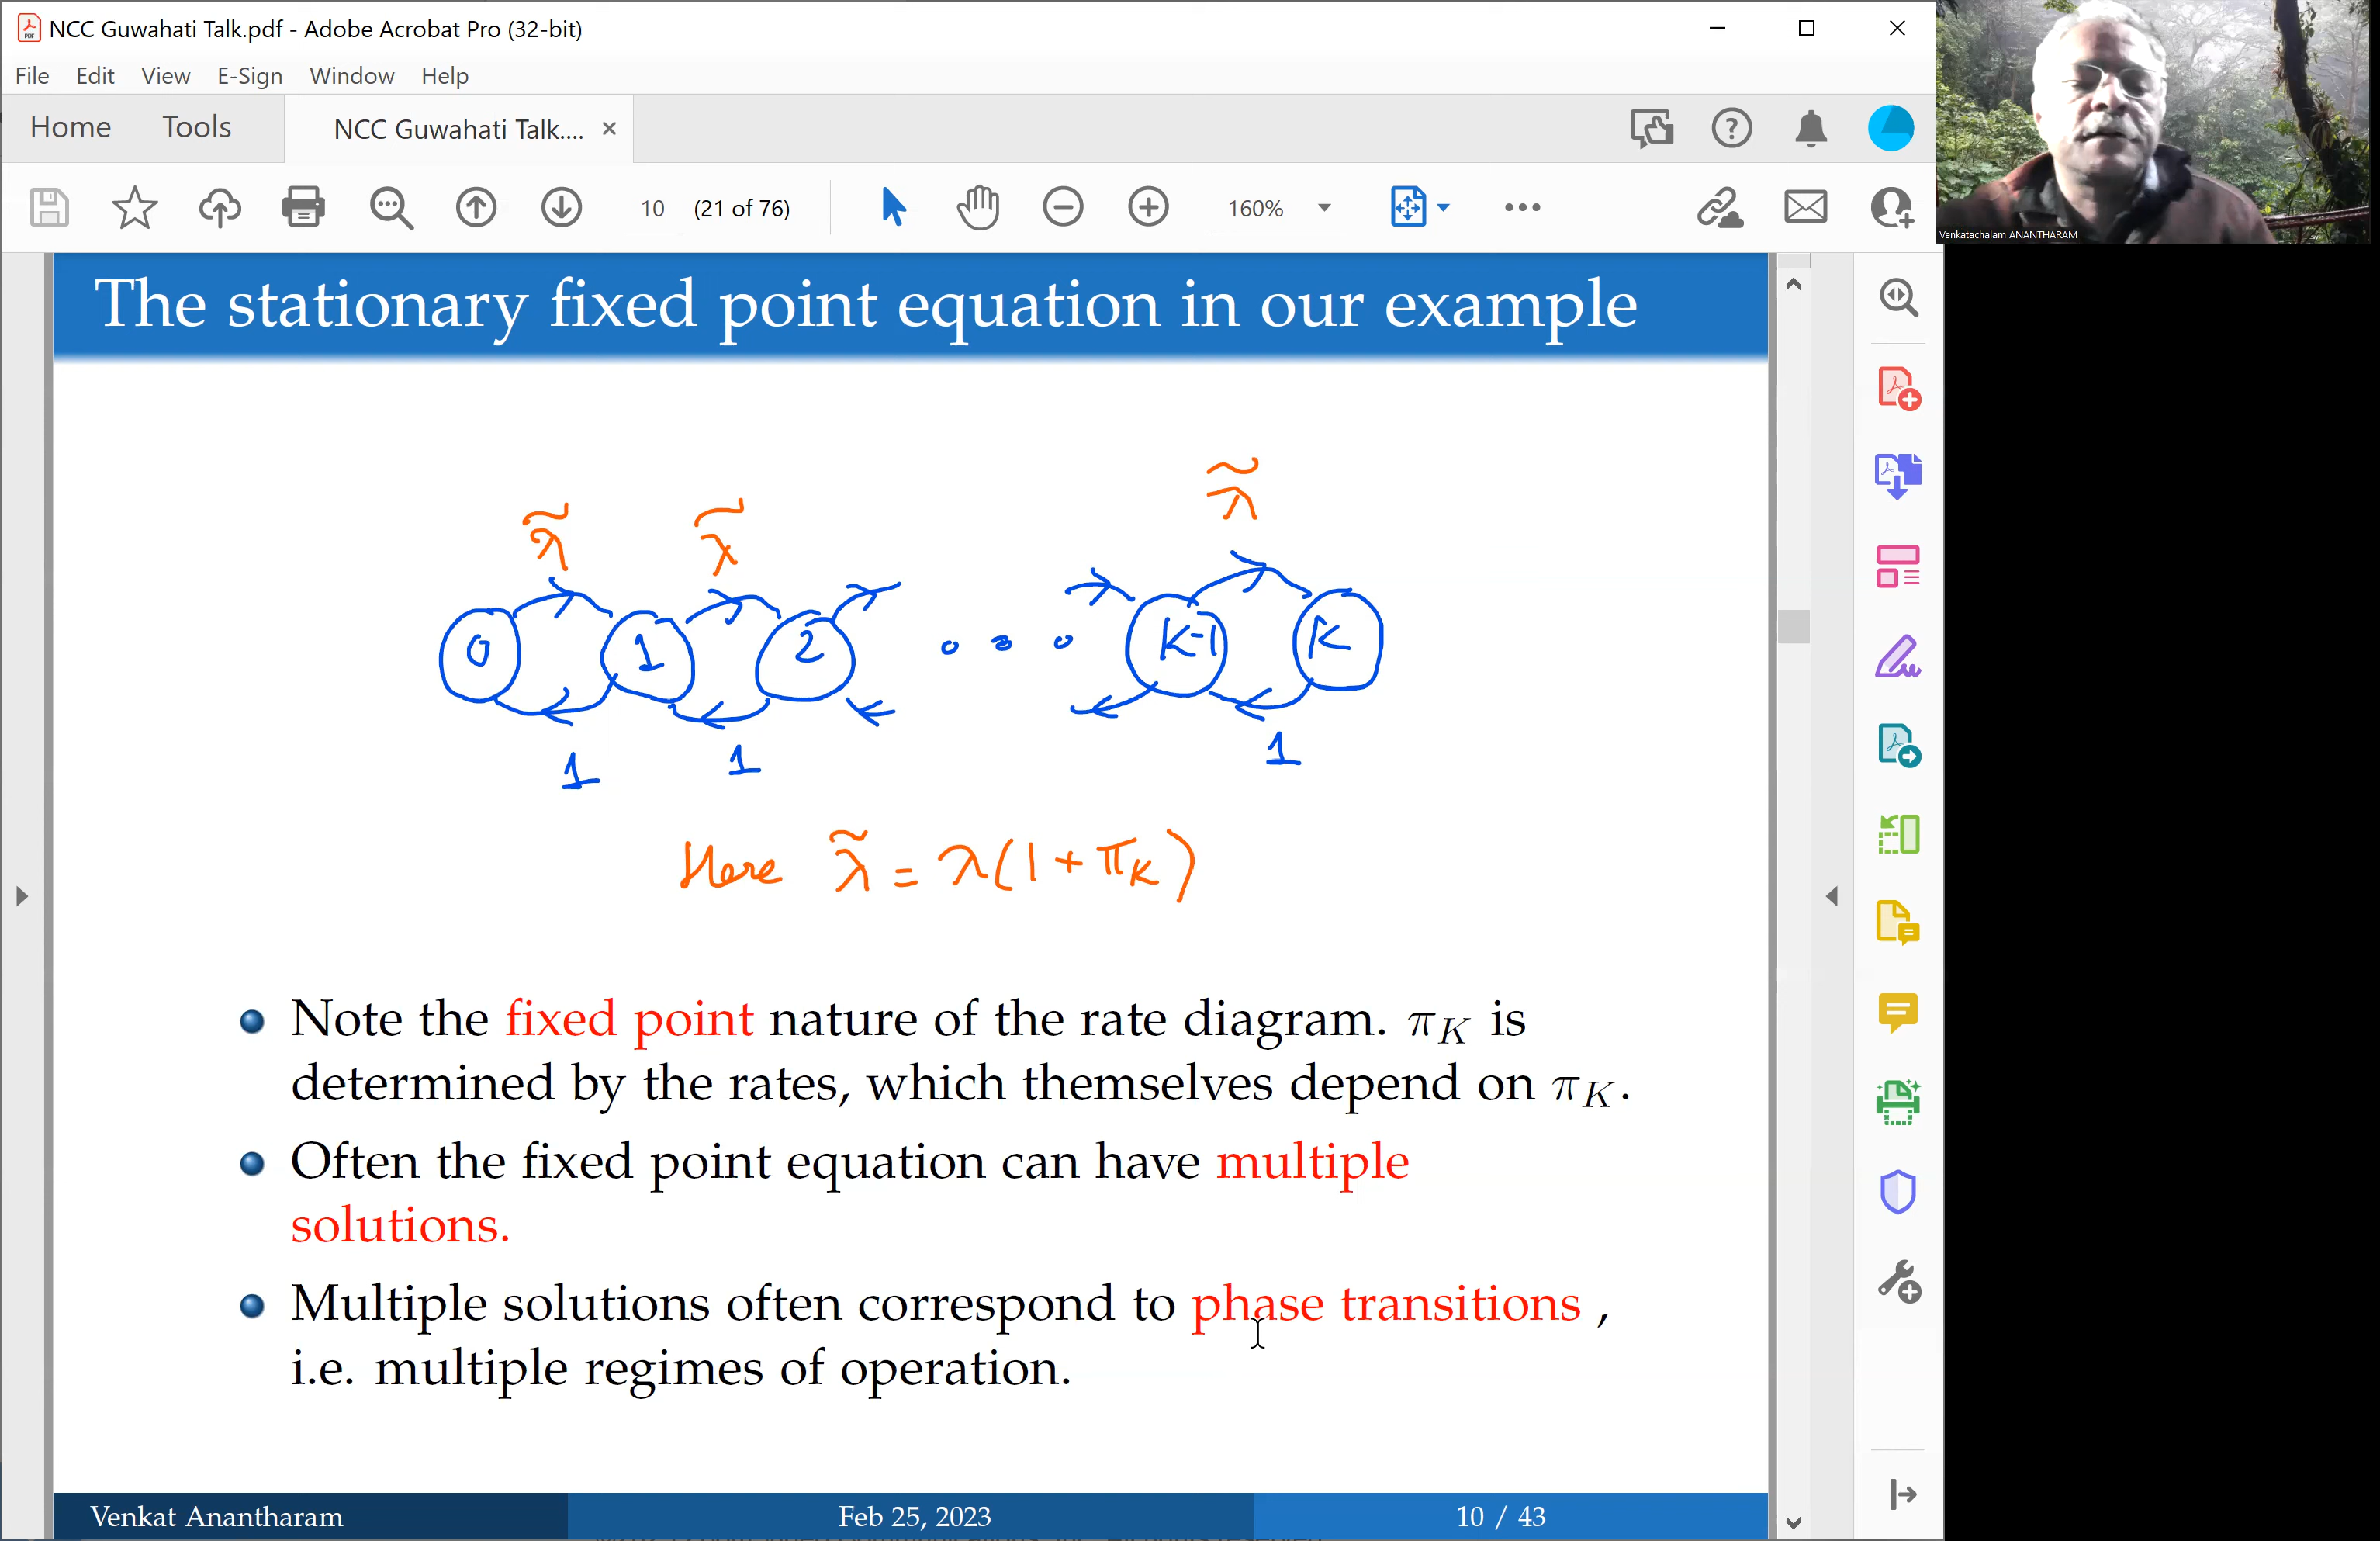 NCC Guwahati Talk.pdf - Adobe Acrobat Pro (32-bit)
File Edit View E-Sign Window Help
Home Tools NCC Guwahati Talk.... ×
10 (21 of 76) 160%
Venkatachalam ANANTHARAM
The stationary fixed point equation in our example
λ̃ λ̃ λ̃
0 1 2 K-1 K
1 1 1
Here λ̃ = λ(1 + π_K)
Note the fixed point nature of the rate diagram. π_K is
determined by the rates, which themselves depend on π_K.
Often the fixed point equation can have multiple
solutions.
Multiple solutions often correspond to phase transitions ,
i.e. multiple regimes of operation.
Venkat Anantharam Feb 25, 2023 10 / 43